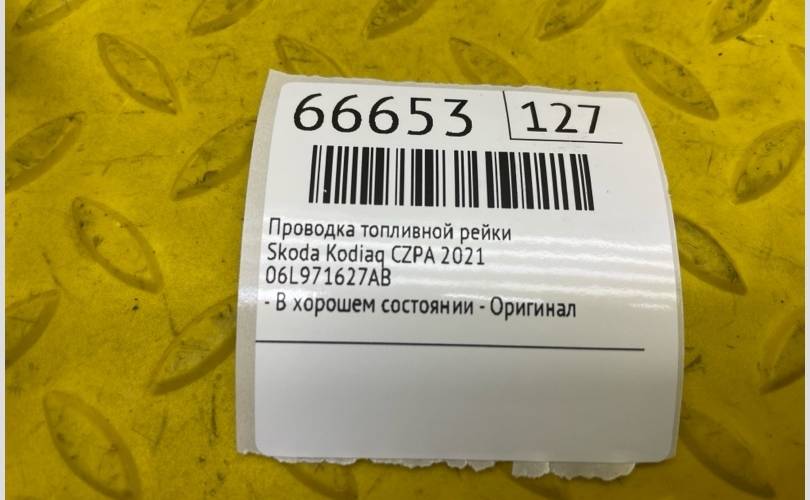 66653
127
Проводка топливной рейки
Skoda Kodiaq CZPA 2021
06L971627AB
- В хорошем состоянии - Оригинал